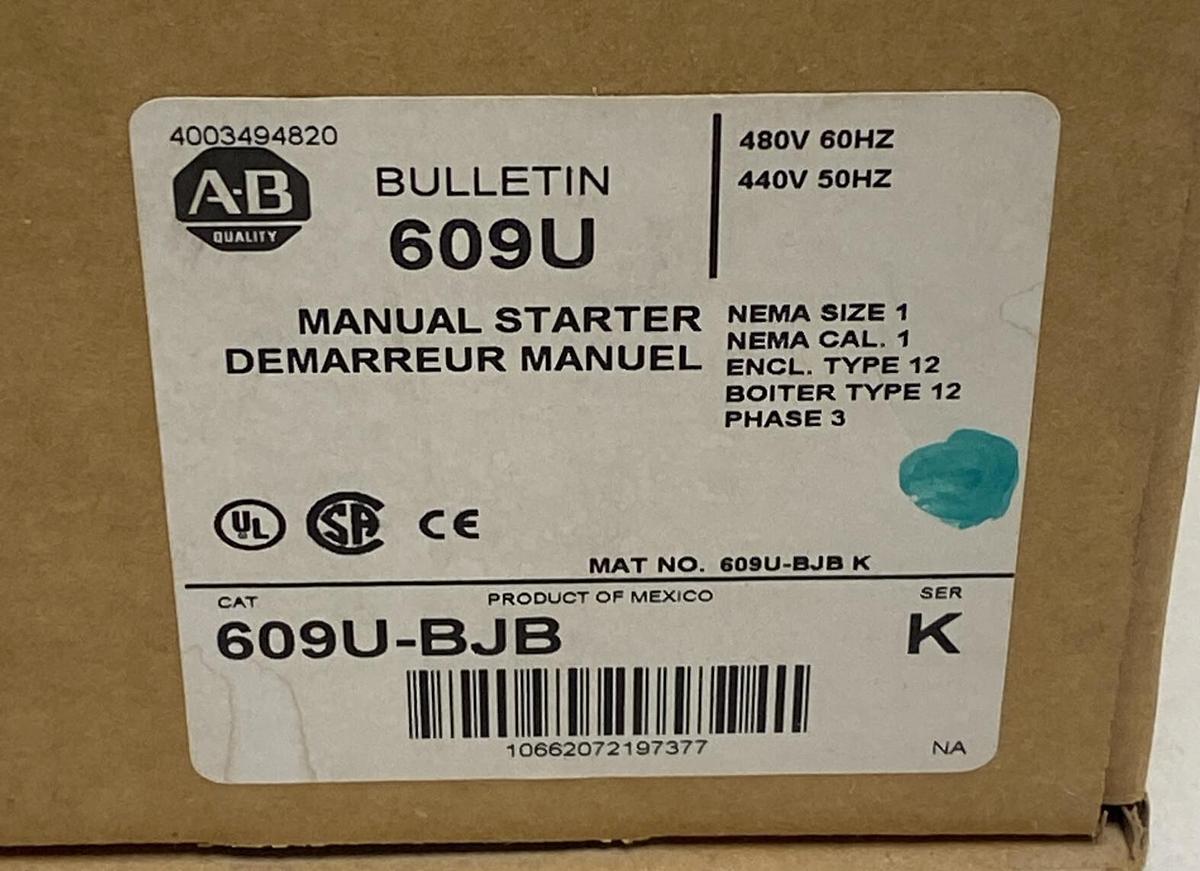 4003494820
A-B
QUALITY
BULLETIN
609U
480V 60HZ
440V 50HZ
MANUAL STARTER
DEMARREUR MANUEL
NEMA SIZE 1
NEMA CAL. 1
ENCL. TYPE 12
BOITER TYPE 12
PHASE 3
UL
SA
CE
MAT NO. 609U-BJB K
CAT
PRODUCT OF MEXICO
SER
609U-BJB
K
10662072197377
NA